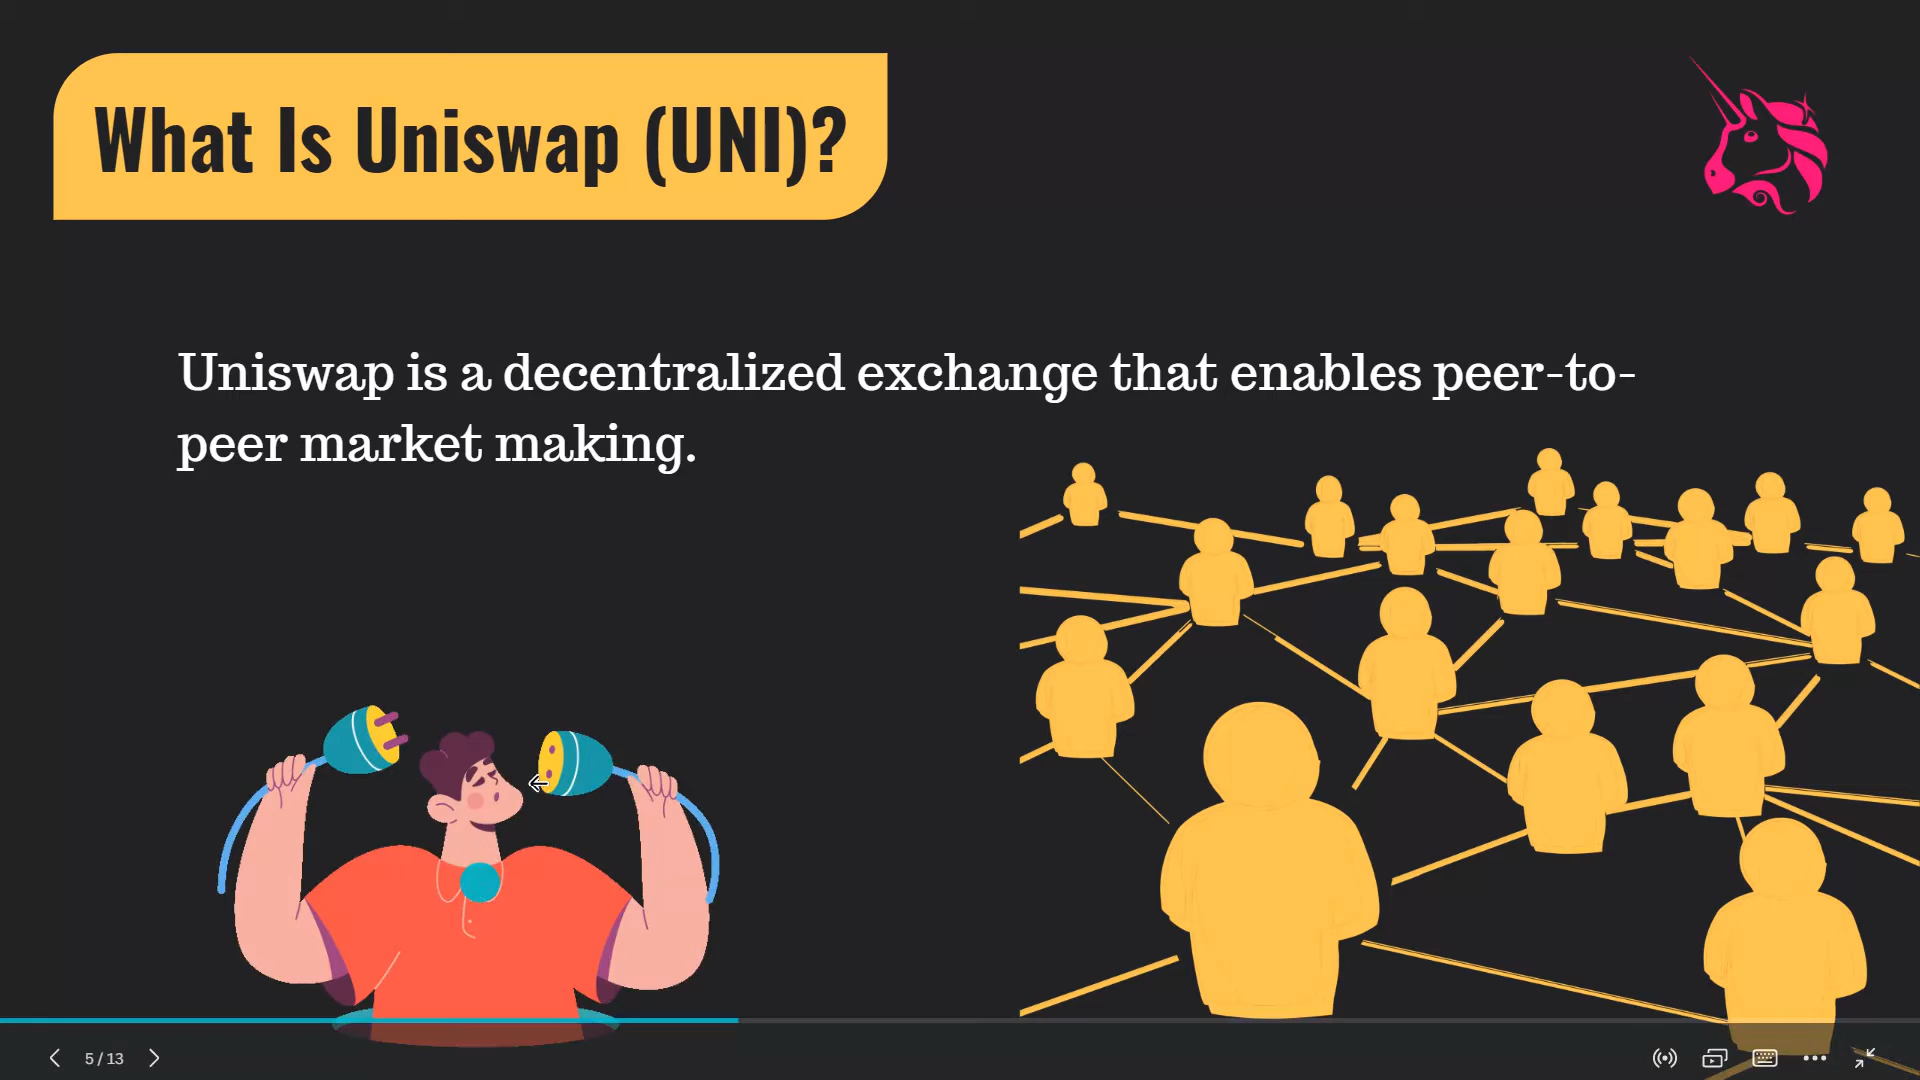 What Is Uniswap (UNI)?
Uniswap is a decentralized exchange that enables peer-to-
peer market making.
5 / 13